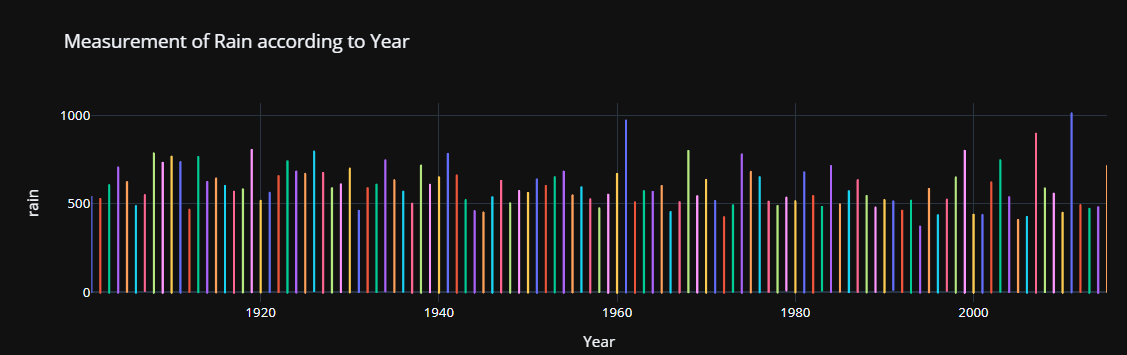 Measurement of Rain according to Year
1000
500
0
rain
1920 1940 1960 1980 2000
Year